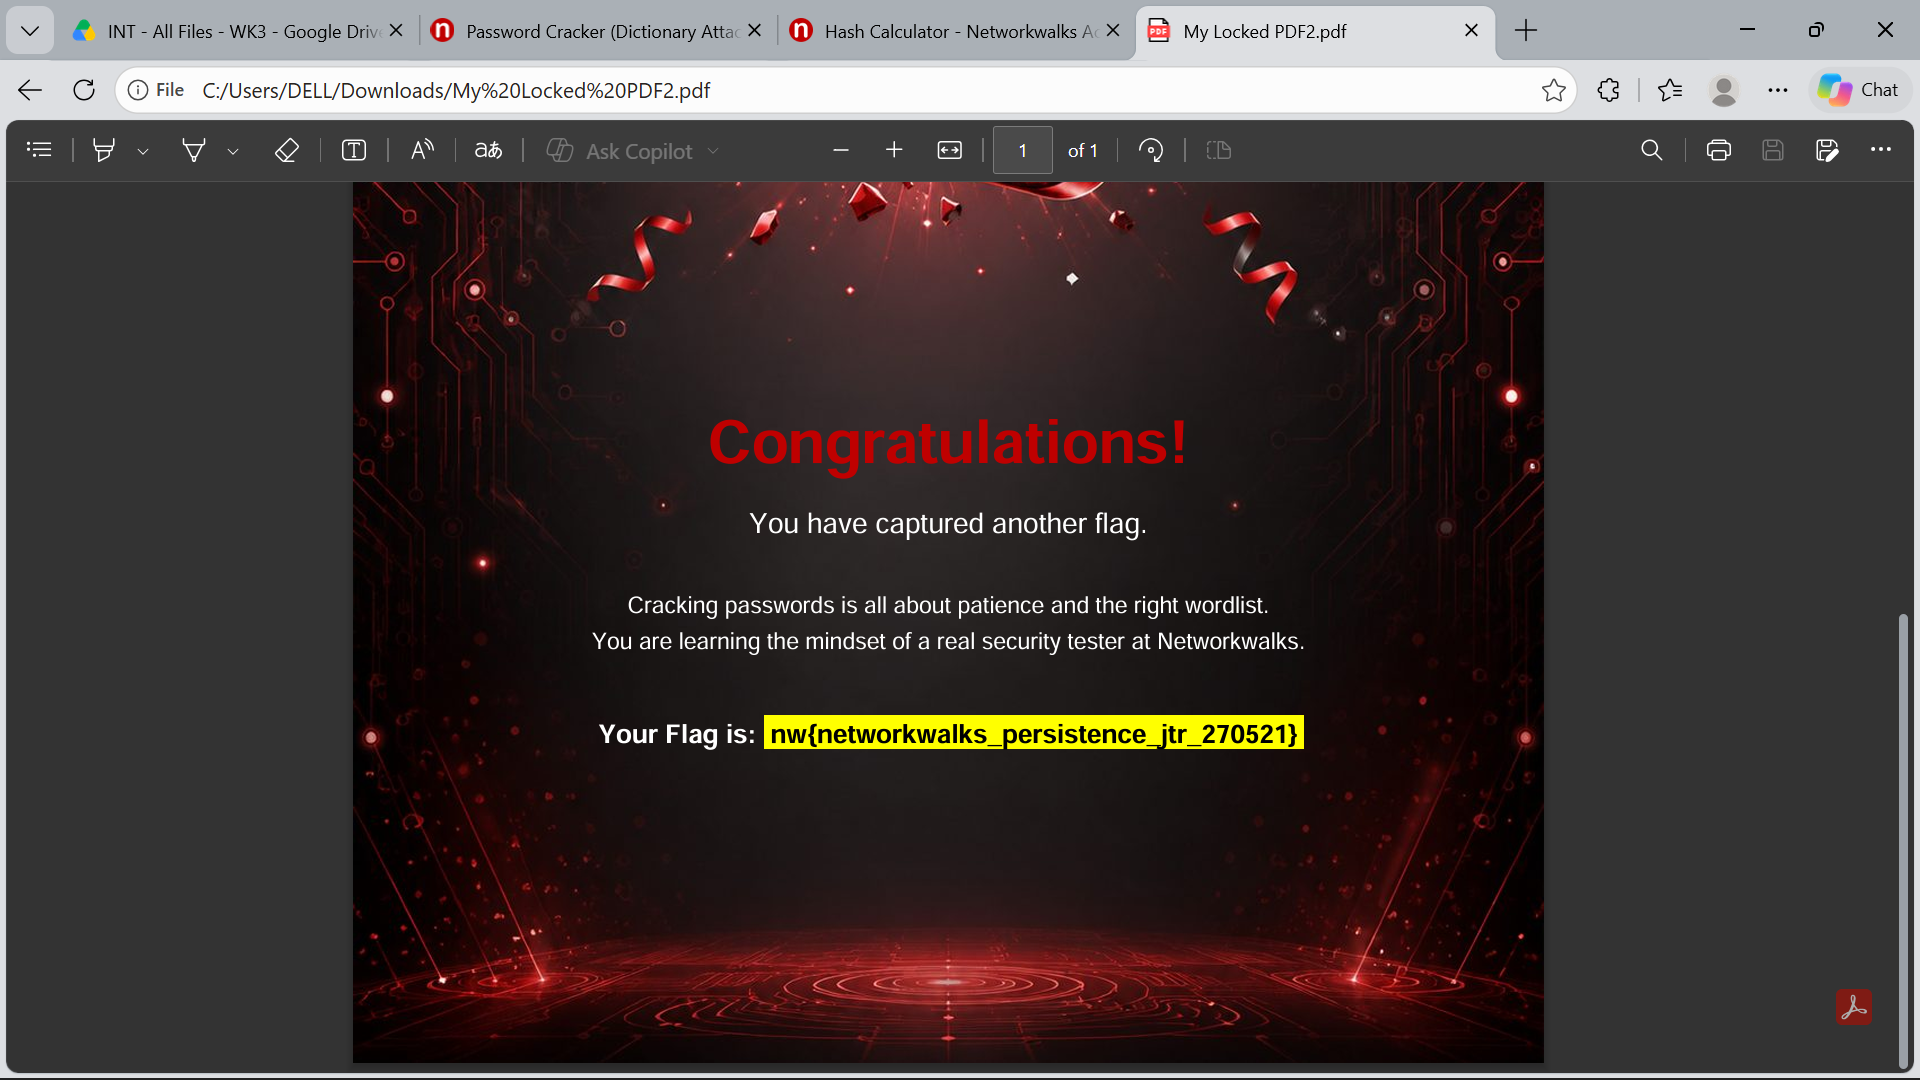 INT - All Files - WK3 - Google Driv
Password Cracker (Dictionary Attac
Hash Calculator - Networkwalks A
My Locked PDF2.pdf
File
C:/Users/DELL/Downloads/My%20Locked%20PDF2.pdf
Chat
aあ
Ask Copilot
1
of 1
Congratulations!
You have captured another flag.
Cracking passwords is all about patience and the right wordlist.
You are learning the mindset of a real security tester at Networkwalks.
Your Flag is: nw{networkwalks_persistence_jtr_270521}